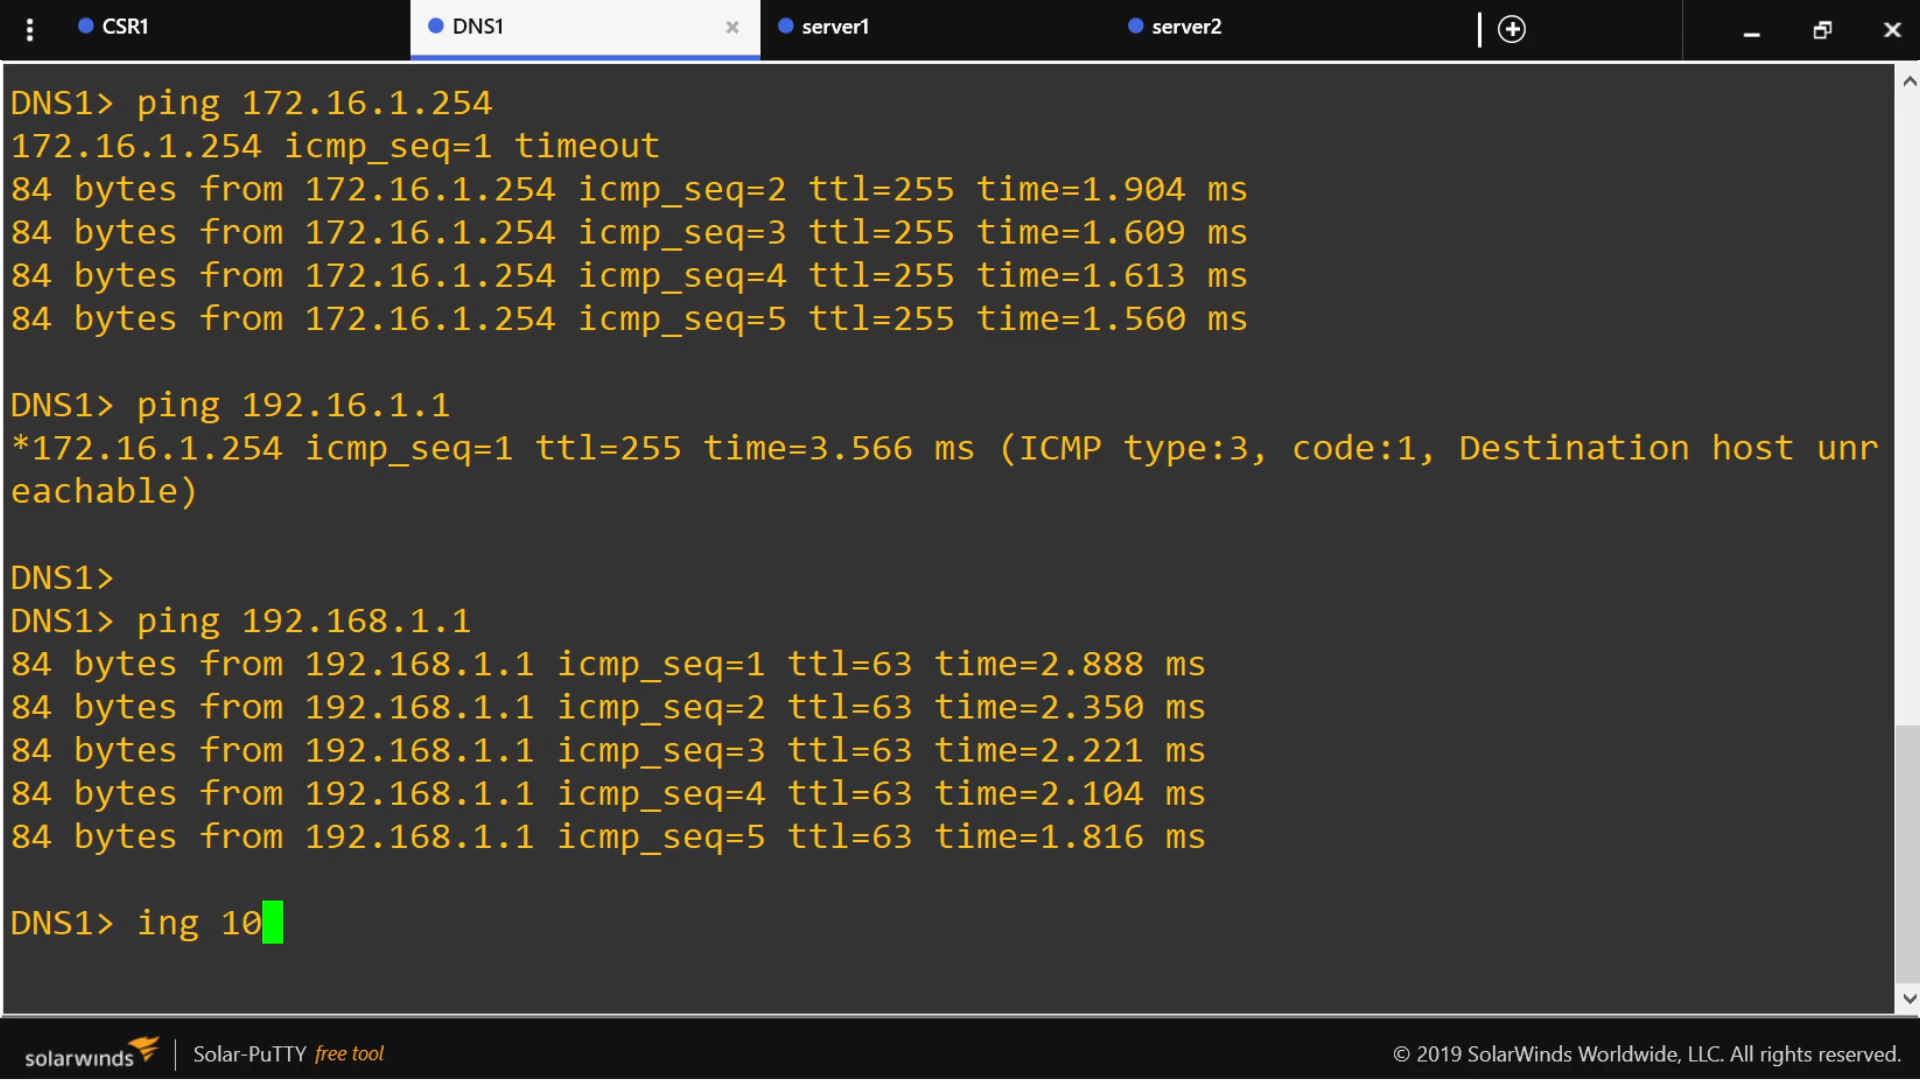 CSR1
DNS1
server1
server2
DNS1> ping 172.16.1.254
172.16.1.254 icmp_seq=1 timeout
84 bytes from 172.16.1.254 icmp_seq=2 ttl=255 time=1.904 ms
84 bytes from 172.16.1.254 icmp_seq=3 ttl=255 time=1.609 ms
84 bytes from 172.16.1.254 icmp_seq=4 ttl=255 time=1.613 ms
84 bytes from 172.16.1.254 icmp_seq=5 ttl=255 time=1.560 ms
DNS1> ping 192.16.1.1
*172.16.1.254 icmp_seq=1 ttl=255 time=3.566 ms (ICMP type:3, code:1, Destination host unr
eachable)
DNS1>
DNS1> ping 192.168.1.1
84 bytes from 192.168.1.1 icmp_seq=1 ttl=63 time=2.888 ms
84 bytes from 192.168.1.1 icmp_seq=2 ttl=63 time=2.350 ms
84 bytes from 192.168.1.1 icmp_seq=3 ttl=63 time=2.221 ms
84 bytes from 192.168.1.1 icmp_seq=4 ttl=63 time=2.104 ms
84 bytes from 192.168.1.1 icmp_seq=5 ttl=63 time=1.816 ms
DNS1> ing 10
solarwinds Solar-PuTTY free tool
© 2019 SolarWinds Worldwide, LLC. All rights reserved.